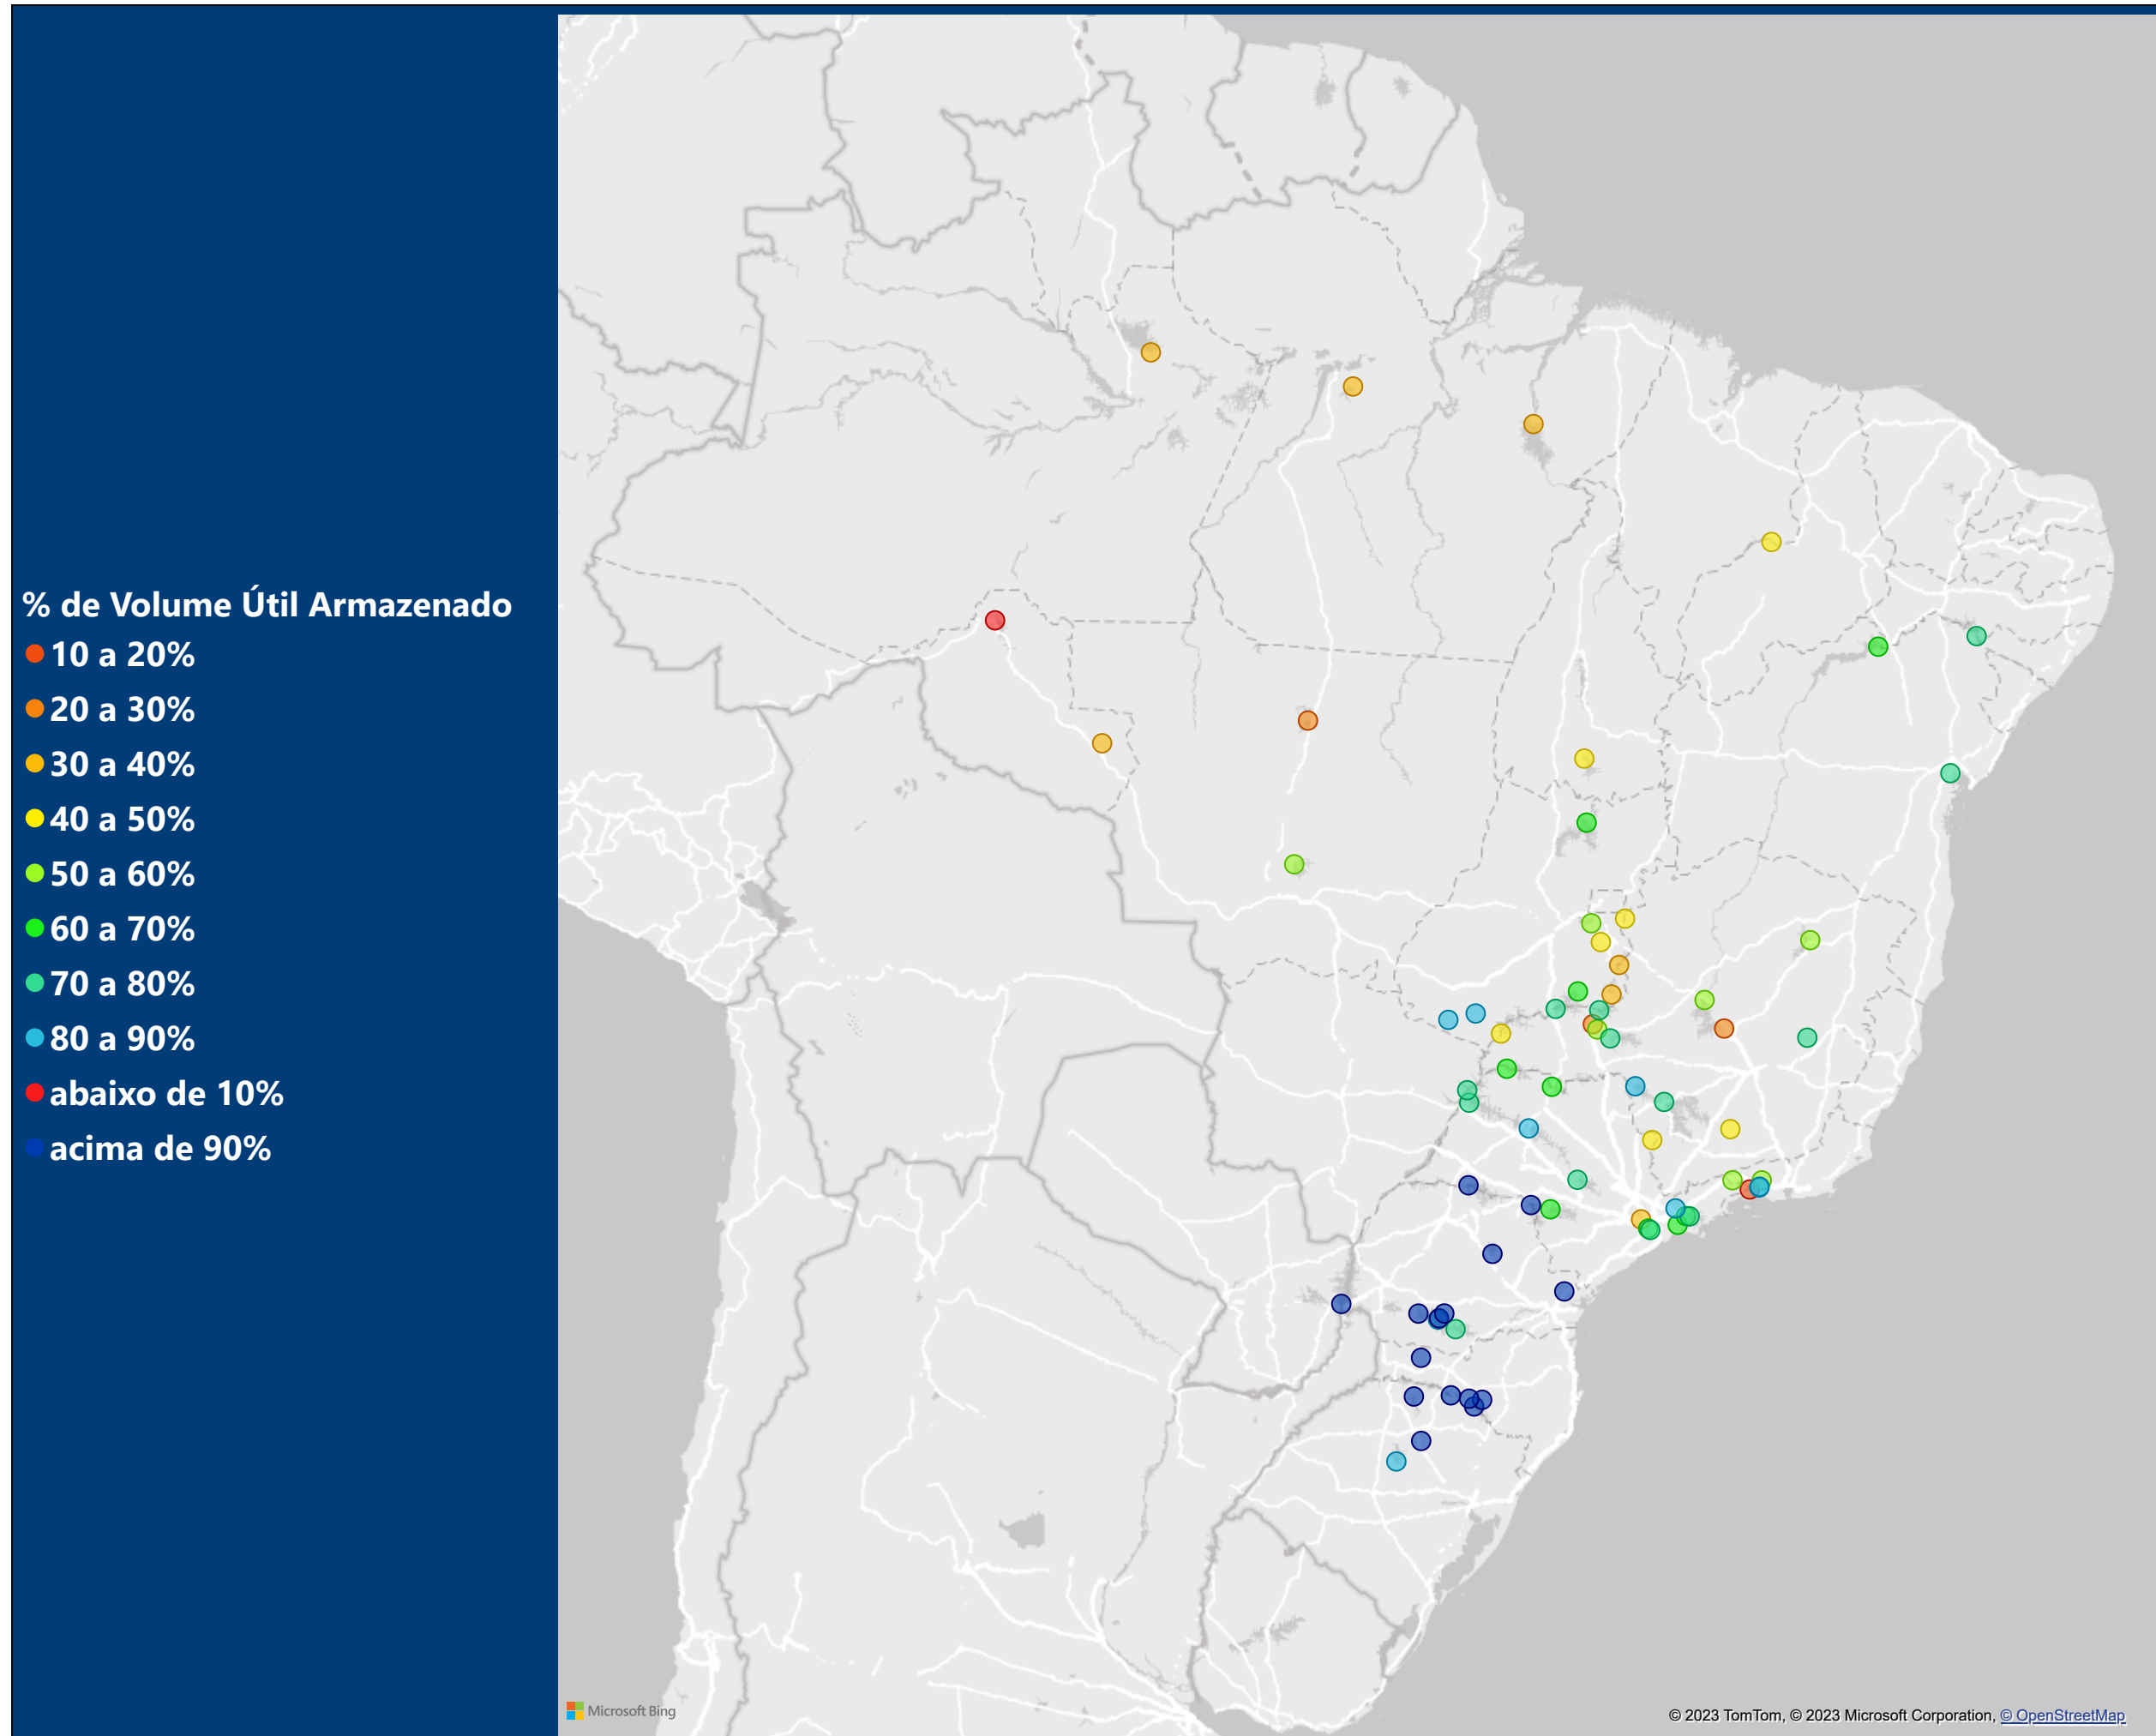 % de Volume Útil Armazenado
10 a 20%
20 a 30%
30 a 40%
40 a 50%
50 a 60%
60 a 70%
70 a 80%
80 a 90%
abaixo de 10%
acima de 90%
Microsoft Bing
© 2023 TomTom, © 2023 Microsoft Corporation, © OpenStreetMap